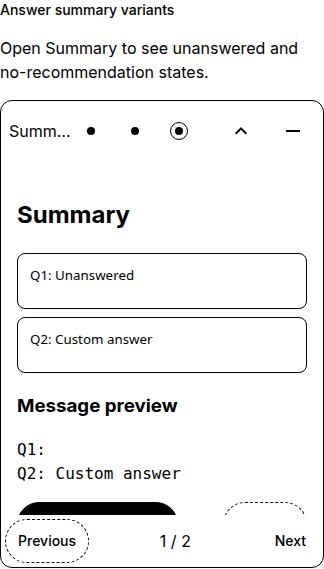 Answer summary variants
Open Summary to see unanswered and
no-recommendation states.
Summ...
Summary
Q1: Unanswered
Q2: Custom answer
Message preview
Q1:
Q2: Custom answer
Previous
1 / 2
Next